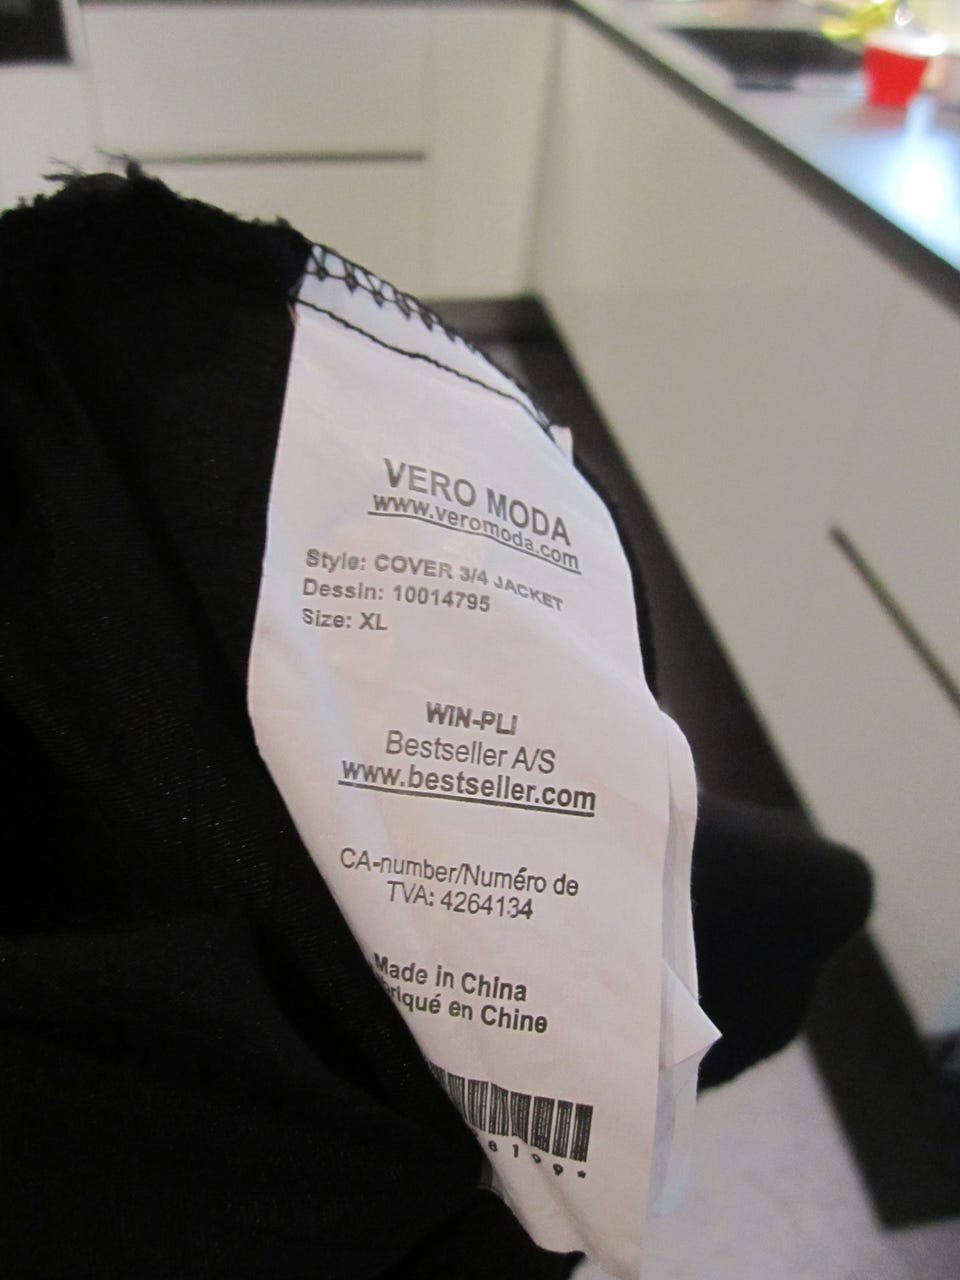 VERO MODA
www.veromoda.com
Style: COVER 3/4 JACKET
Dessin: 10014795
Size: XL
WIN-PLI
Bestseller A/S
www.bestseller.com
CA-number/Numéro de
TVA: 4264134
Made in China
en Chine
8199*